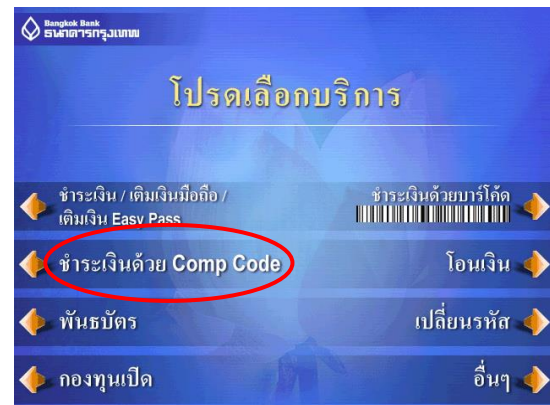 Bangkok Bank
ธนาคารกรุงเทพ
โปรดเลือกบริการ
ชำระเงิน / เติมเงินมือถือ /
เติมเงิน Easy Pass
ชำระเงินด้วยบาร์โค้ด
ชำระเงินด้วย Comp Code
โอนเงิน
พันธบัตร
เปลี่ยนรหัส
กองทุนเปิด
อื่นๆ